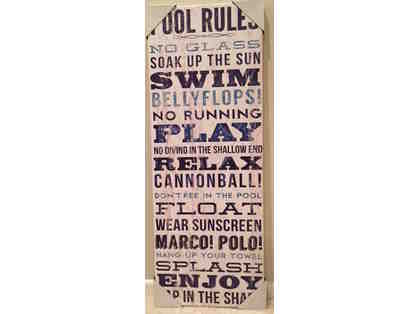 POOL RULES
NO GLASS
SOAK UP THE SUN
SWIM
BELLYFLOPS!
NO RUNNING
PLAY
NO DIVING IN THE SHALLOW END
RELAX
CANNONBALL!
DON'T PEE IN THE POOL
FLOAT
WEAR SUNSCREEN
MARCO! POLO!
HANG UP YOUR TOWEL
SPLASH
ENJOY
IN THE